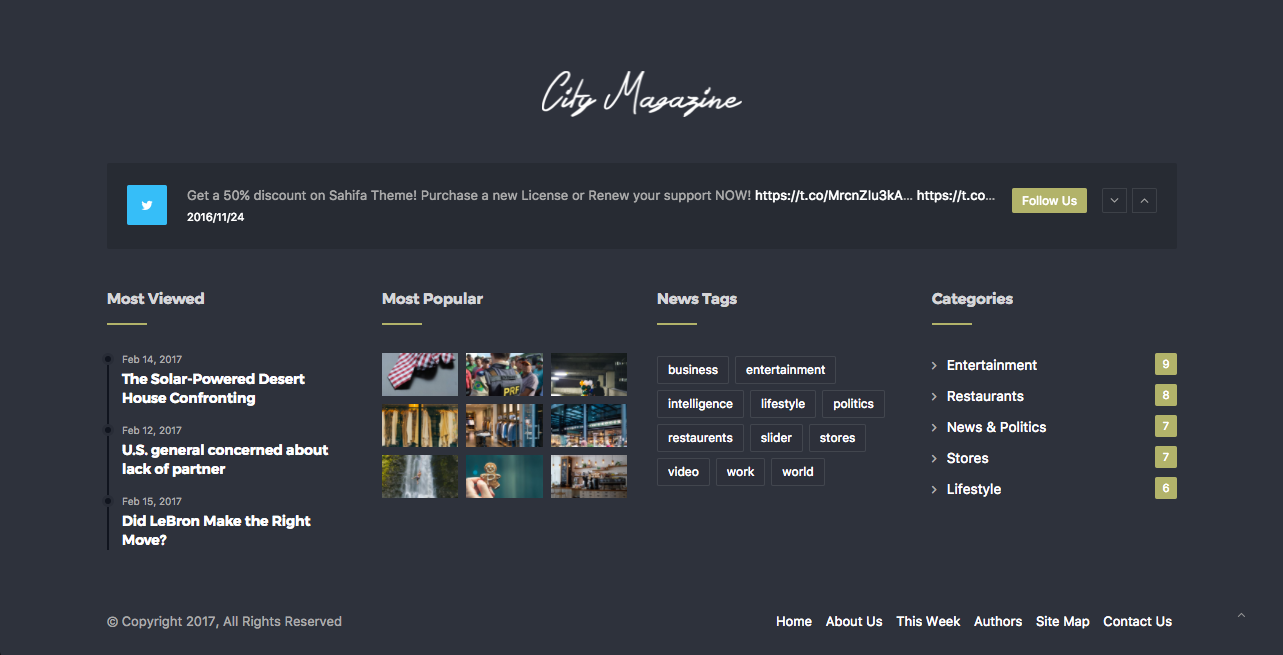 City Magazine
Get a 50% discount on Sahifa Theme! Purchase a new License or Renew your support NOW! https://t.co/MrcnZlu3kA... https://t.co...
2016/11/24
Follow Us
Most Viewed
Feb 14, 2017
The Solar-Powered Desert
House Confronting
Feb 12, 2017
U.S. general concerned about
lack of partner
Feb 15, 2017
Did LeBron Make the Right
Move?
Most Popular
PRF
News Tags
business entertainment
intelligence lifestyle politics
restaurents slider stores
video work world
Categories
Entertainment 9
Restaurants 8
News & Politics 7
Stores 7
Lifestyle 6
© Copyright 2017, All Rights Reserved
Home About Us This Week Authors Site Map Contact Us